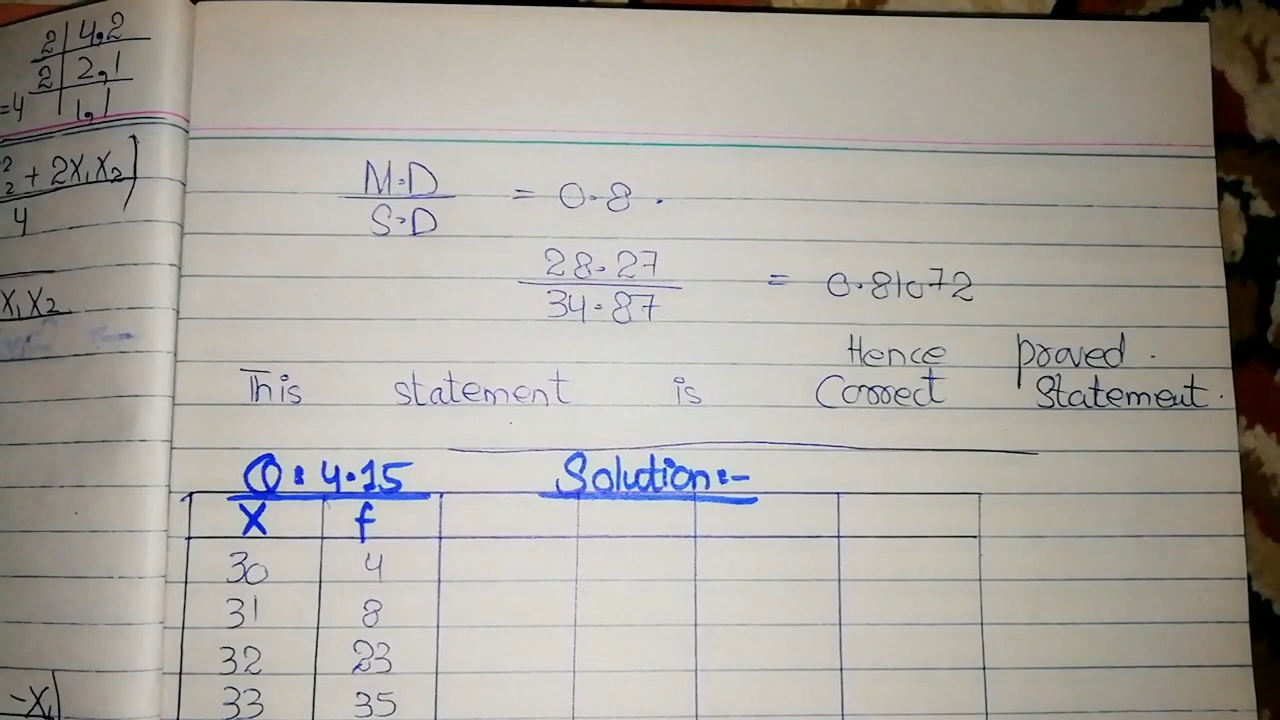 2 | 4,2
2 | 2,1
=4 | 1,1
2 + 2X₁X₂
4
X₁X₂
M.D
S.D
= 0.8.
28.27
34.87
= 0.81072
Hence proved.
This statement is Correct Statement.
Q: 4.15 Solution:-
X f
30 4
31 8
32 23
33 35
-X₁